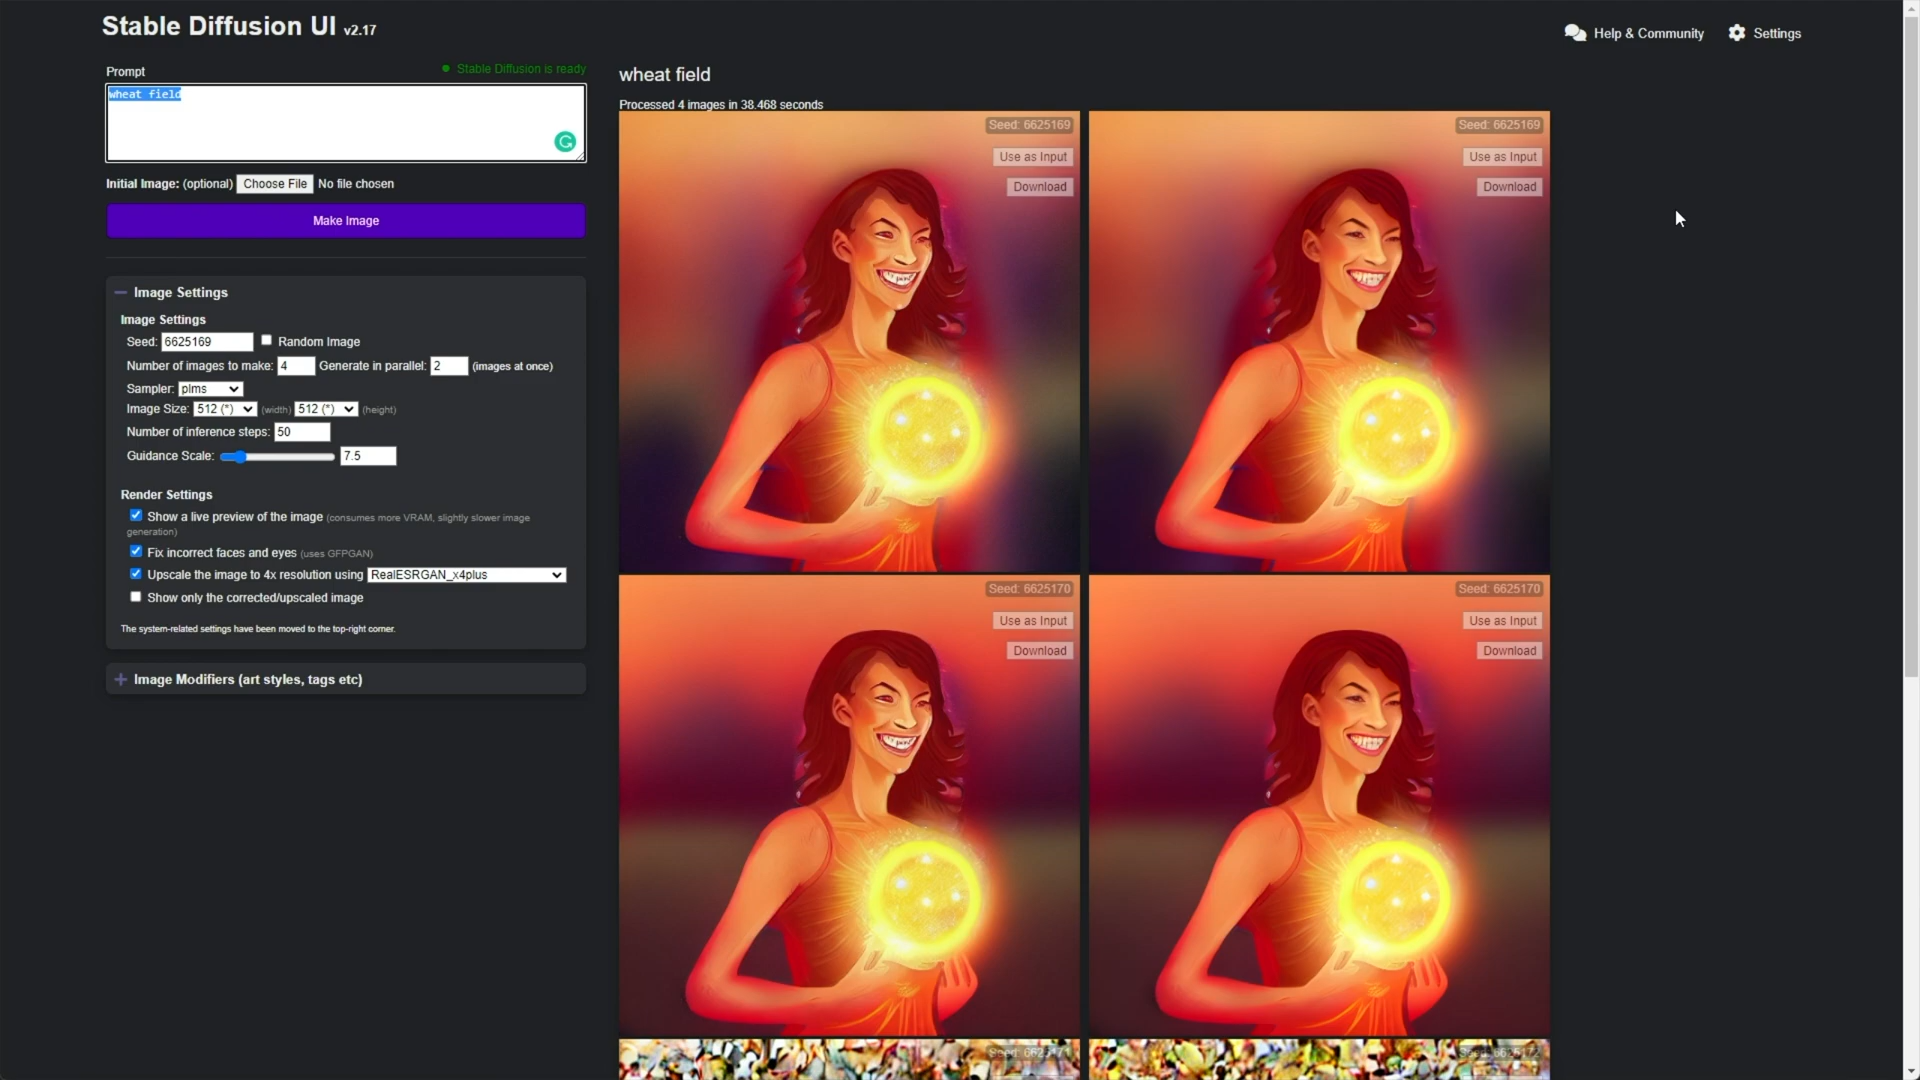 Stable Diffusion UI v2.17
Help & Community
Settings
Prompt
Stable Diffusion is ready
wheat field
Initial Image: (optional) Choose File No file chosen
Make Image
Image Settings
Image Settings
Seed: 6625169 Random Image
Number of images to make: 4 Generate in parallel: 2 (images at once)
Sampler: plms
Image Size: 512 (*) (width) 512 (*) (height)
Number of inference steps: 50
Guidance Scale: 7.5
Render Settings
Show a live preview of the image (consumes more VRAM, slightly slower image
generation)
Fix incorrect faces and eyes (uses GFPGAN)
Upscale the image to 4x resolution using RealESRGAN_x4plus
Show only the corrected/upscaled image
The system-related settings have been moved to the top-right corner.
Image Modifiers (art styles, tags etc)
wheat field
Processed 4 images in 38.468 seconds
Seed: 6625169
Use as Input
Download
Seed: 6625169
Use as Input
Download
Seed: 6625170
Use as Input
Download
Seed: 6625170
Use as Input
Download
Seed: 6625171
Seed: 6625172